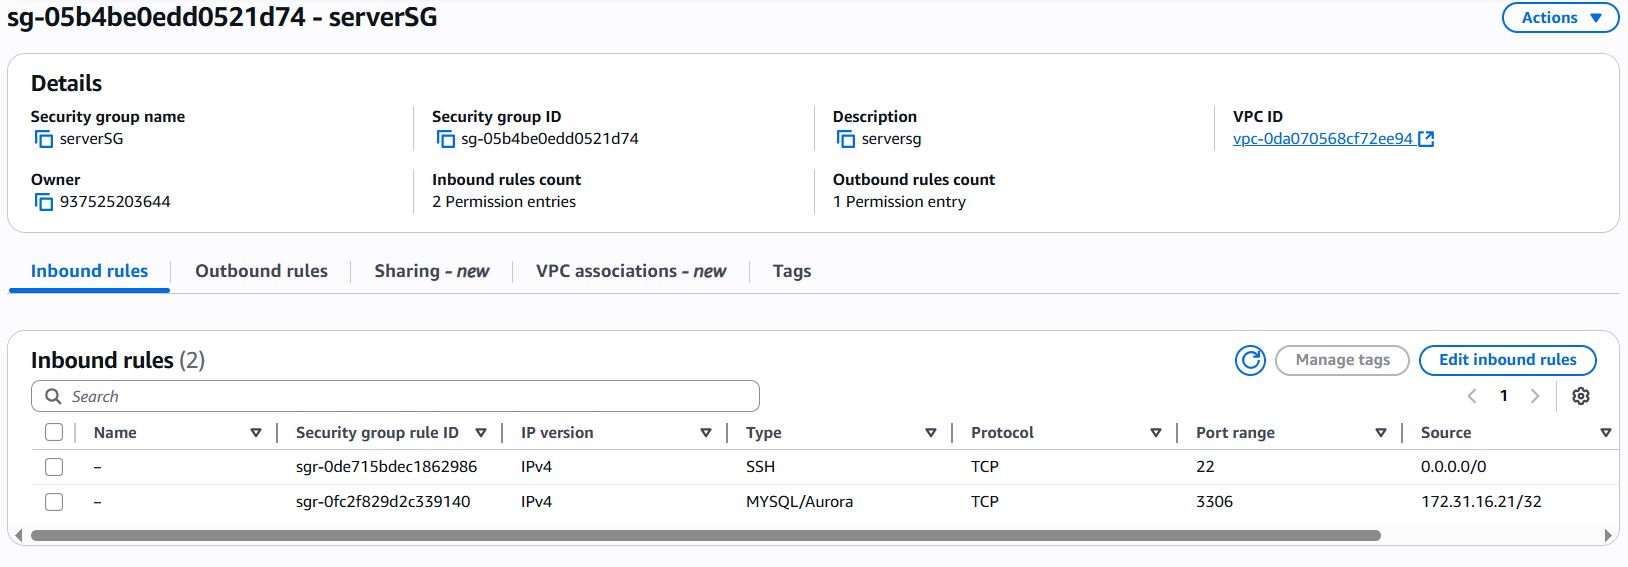 sg-05b4be0edd0521d74 - serverSG
Actions
Details
Security group name
serverSG
Security group ID
sg-05b4be0edd0521d74
Description
serversg
VPC ID
vpc-0da070568cf72ee94
Owner
937525203644
Inbound rules count
2 Permission entries
Outbound rules count
1 Permission entry
Inbound rules
Outbound rules
Sharing - new
VPC associations - new
Tags
Inbound rules (2)
Manage tags
Edit inbound rules
Search
1
Name Security group rule ID IP version Type Protocol Port range Source
– sgr-0de715bdec1862986 IPv4 SSH TCP 22 0.0.0.0/0
– sgr-0fc2f829d2c339140 IPv4 MYSQL/Aurora TCP 3306 172.31.16.21/32